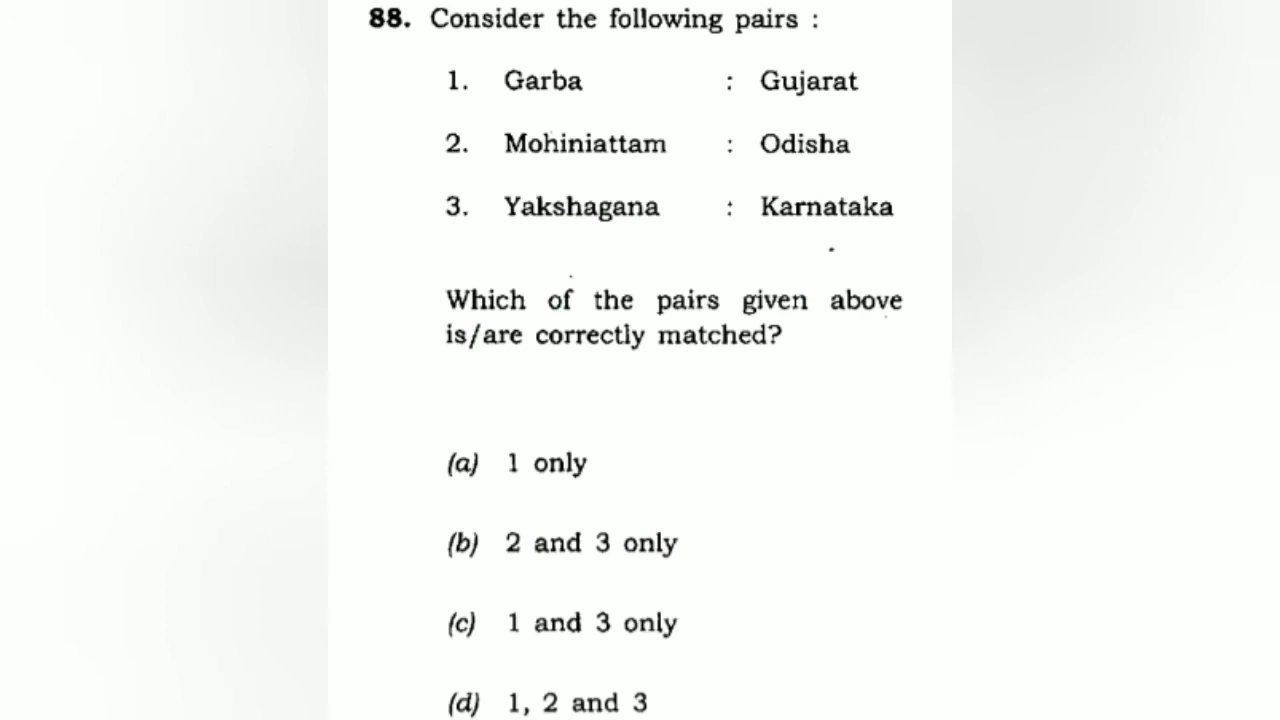 88. Consider the following pairs :
1. Garba : Gujarat
2. Mohiniattam : Odisha
3. Yakshagana : Karnataka
Which of the pairs given above
is/are correctly matched?
(a) 1 only
(b) 2 and 3 only
(c) 1 and 3 only
(d) 1, 2 and 3